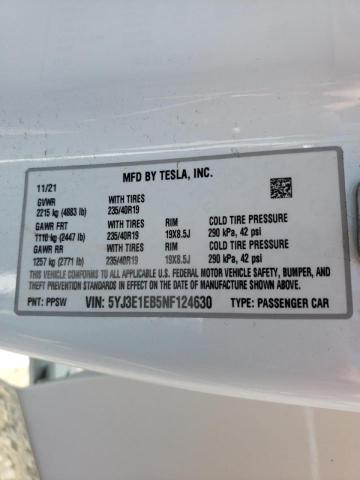 MFD BY TESLA, INC.
11/21
GVWR WITH TIRES
2215 kg (4883 lb) 235/40R19
GAWR FRT WITH TIRES RIM COLD TIRE PRESSURE
1110 kg (2447 lb) 235/40R19 19X8.5J 290 kPa, 42 psi
GAWR RR WITH TIRES RIM COLD TIRE PRESSURE
1257 kg (2771 lb) 235/40R19 19X8.5J 290 kPa, 42 psi
THIS VEHICLE CONFORMS TO ALL APPLICABLE U.S. FEDERAL MOTOR VEHICLE SAFETY, BUMPER, AND
THEFT PREVENTION STANDARDS IN EFFECT ON THE DATE OF MANUFACTURE SHOWN ABOVE.
PNT: PPSW VIN: 5YJ3E1EB5NF124630 TYPE: PASSENGER CAR